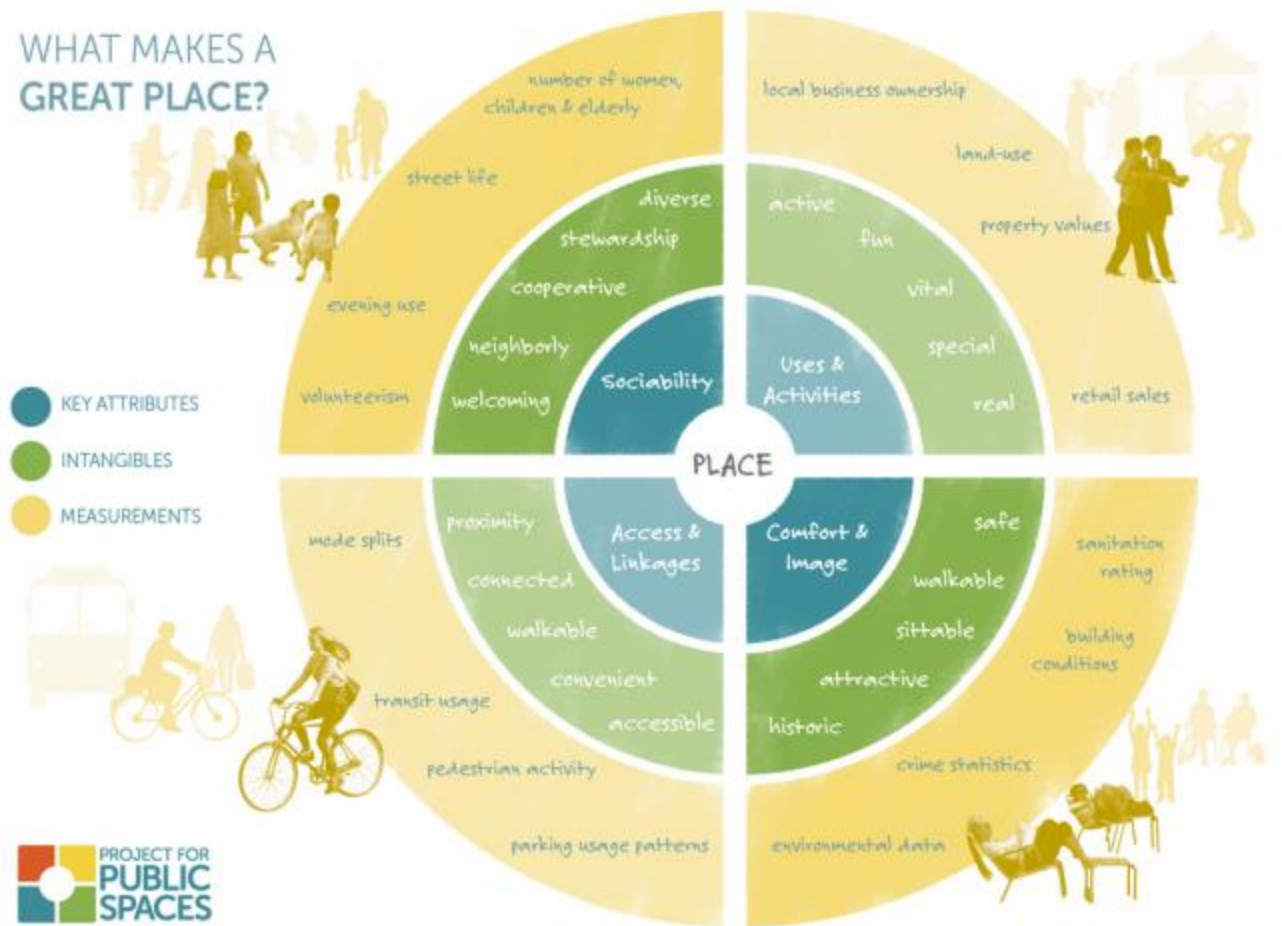 WHAT MAKES A
GREAT PLACE?
number of women,
children & elderly
street life
evening use
volunteerism
diverse
stewardship
cooperative
neighborly
welcoming
Sociability
local business ownership
land-use
property values
retail sales
active
fun
vital
special
real
Uses &
Activities
KEY ATTRIBUTES
INTANGIBLES
MEASUREMENTS
PLACE
Access &
Linkages
proximity
connected
walkable
convenient
accessible
mode splits
transit usage
pedestrian activity
parking usage patterns
Comfort &
Image
safe
walkable
sittable
attractive
historic
sanitation
rating
building
conditions
crime statistics
environmental data
PROJECT FOR
PUBLIC
SPACES